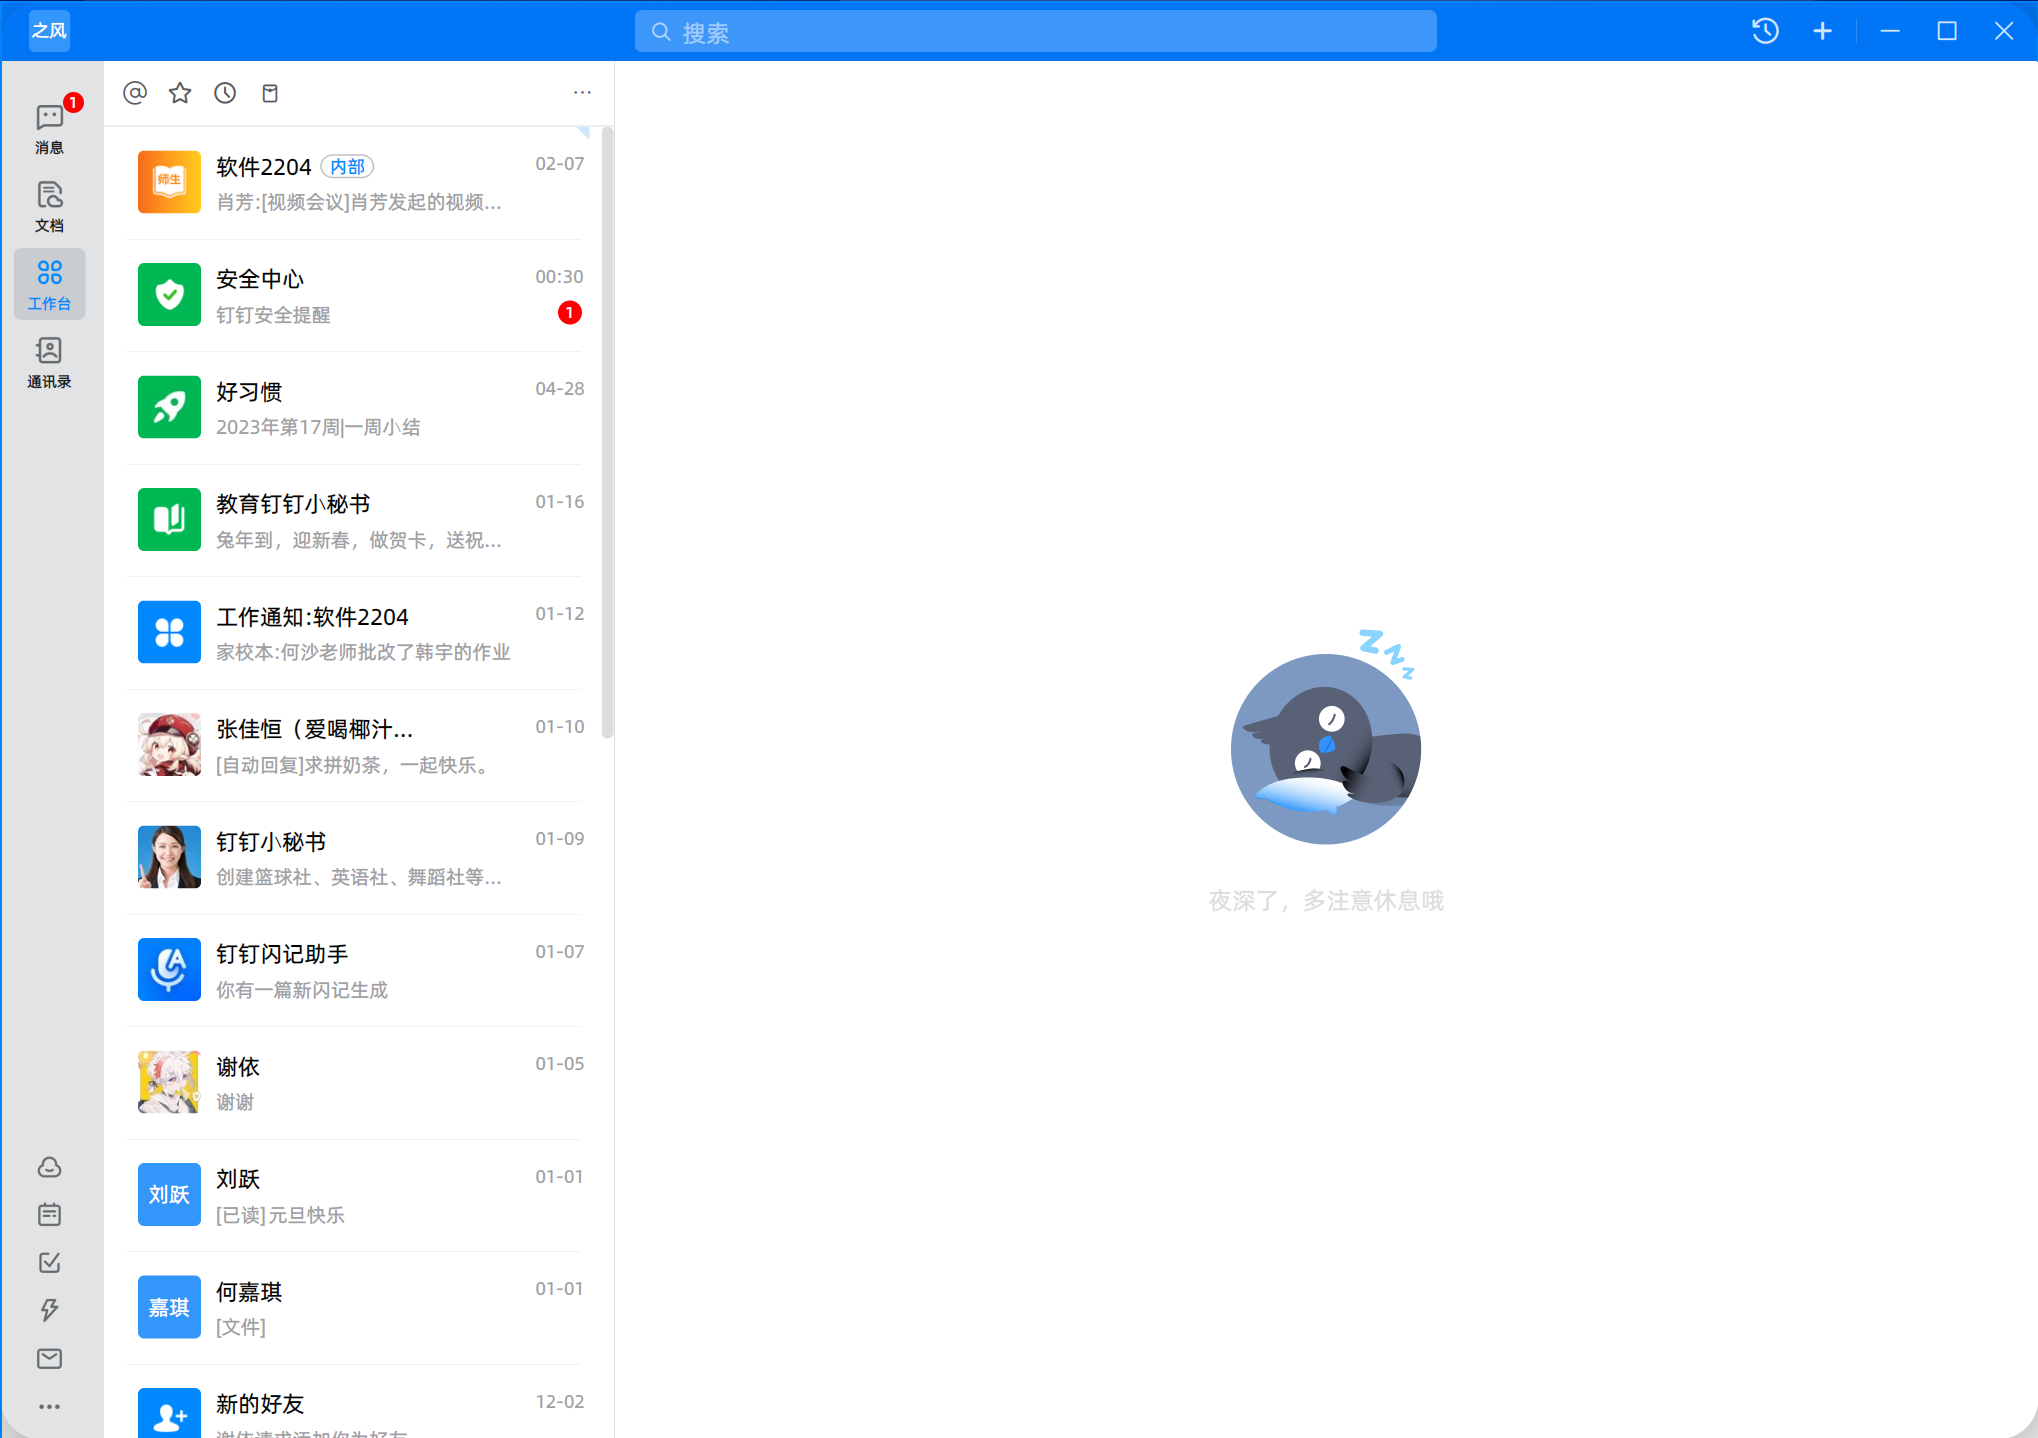 之风
搜索
1
消息
文档
工作台
通讯录
师生
软件2204 内部 02-07
肖芳:[视频会议]肖芳发起的视频...
安全中心 00:30
钉钉安全提醒 1
好习惯 04-28
2023年第17周|一周小结
教育钉钉小秘书 01-16
兔年到，迎新春，做贺卡，送祝...
工作通知:软件2204 01-12
家校本:何沙老师批改了韩宇的作业
张佳恒（爱喝椰汁... 01-10
[自动回复]求拼奶茶，一起快乐。
钉钉小秘书 01-09
创建篮球社、英语社、舞蹈社等...
钉钉闪记助手 01-07
你有一篇新闪记生成
谢依 01-05
谢谢
刘跃
刘跃 01-01
[已读]元旦快乐
嘉琪
何嘉琪 01-01
[文件]
新的好友 12-02
谢依请求添加你为好友
zzz
夜深了，多注意休息哦